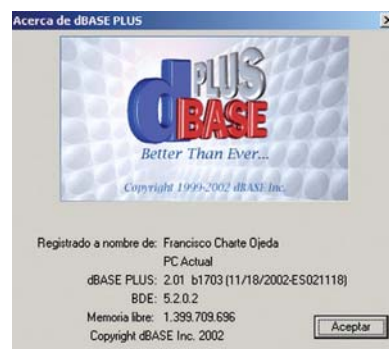 Acerca de dBASE PLUS
d PLUS
BASE
Better Than Ever...
Copyright 1999-2002 dBASE Inc.
Registrado a nombre de: Francisco Charte Ojeda
PC Actual
dBASE PLUS: 2.01 b1703 (11/18/2002-ES021118)
BDE: 5.2.0.2
Memoria libre: 1.399.709.696
Copyright dBASE Inc. 2002
Aceptar